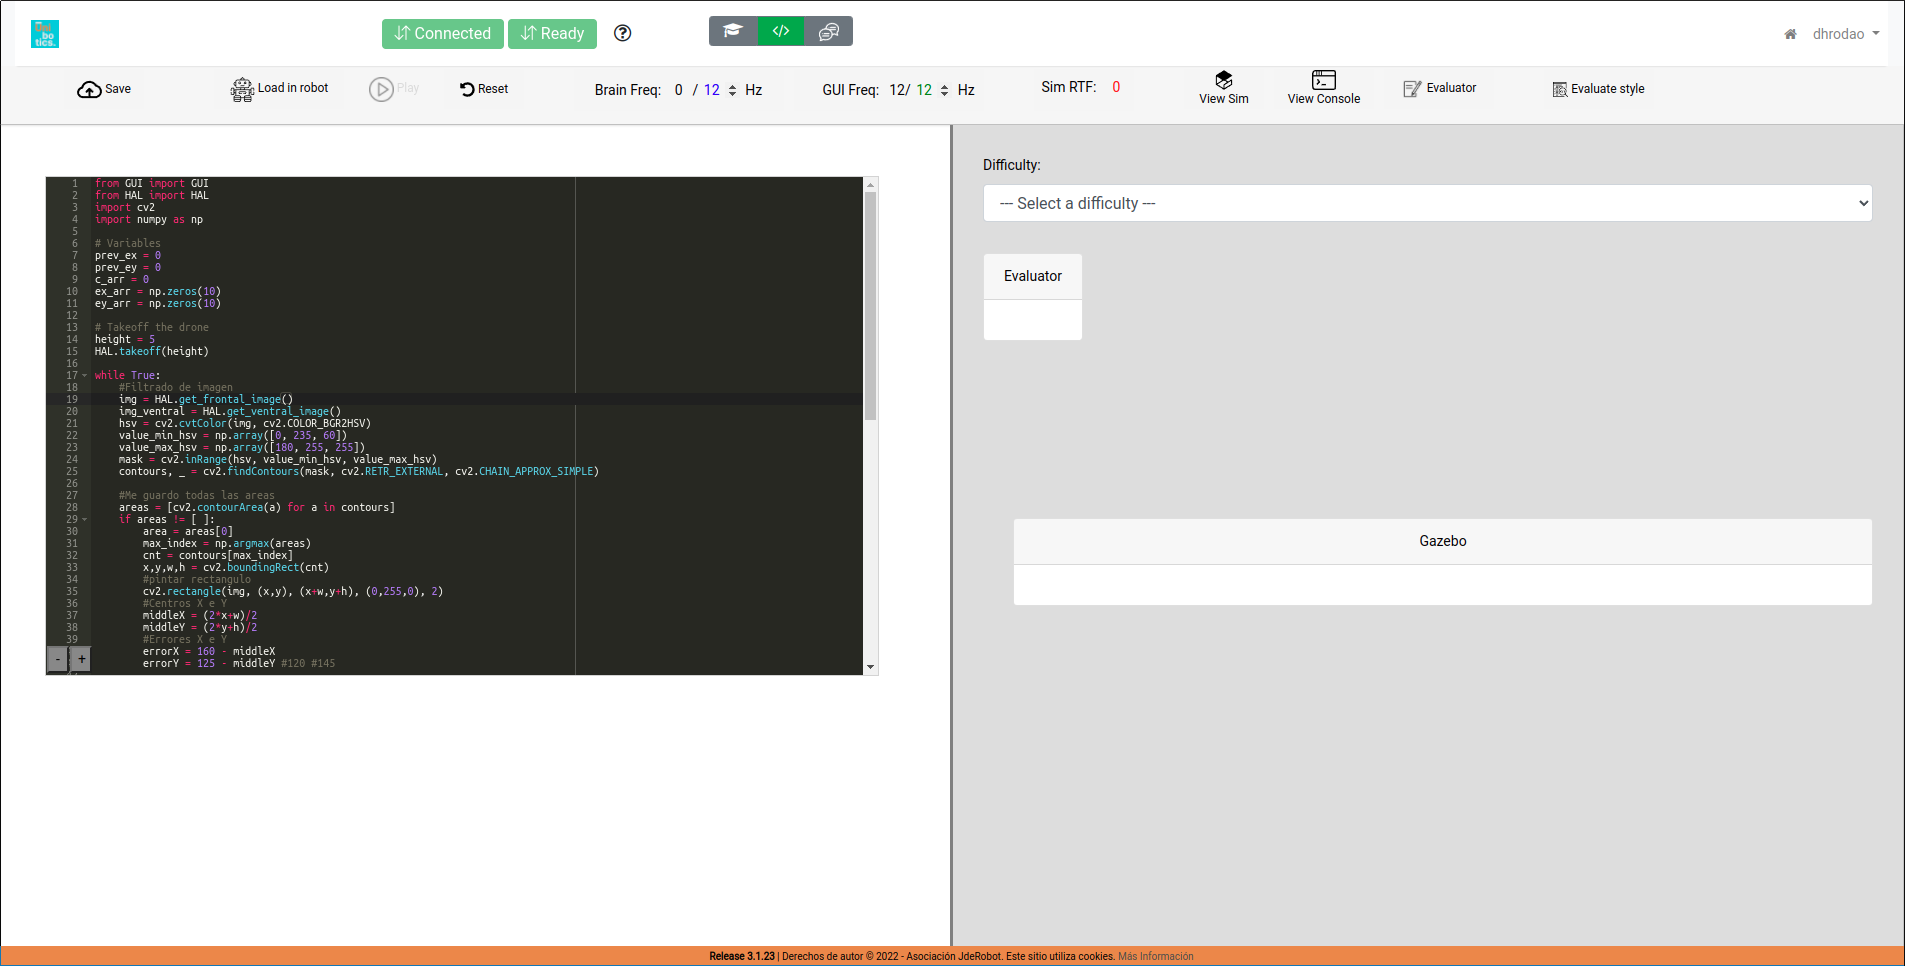 Uni
bo
tics.
Connected
Ready
dhrodao
Save
Load in robot
Play
Reset
Brain Freq: 0 / 12 Hz
GUI Freq: 12/ 12 Hz
Sim RTF: 0
View Sim
View Console
Evaluator
Evaluate style
1 from GUI import GUI
2 from HAL import HAL
3 import cv2
4 import numpy as np
5
6 # Variables
7 prev_ex = 0
8 prev_ey = 0
9 c_arr = 0
10 ex_arr = np.zeros(10)
11 ey_arr = np.zeros(10)
12
13 # Takeoff the drone
14 height = 5
15 HAL.takeoff(height)
16
17 while True:
18 #Filtrado de imagen
19 img = HAL.get_frontal_image()
20 img_ventral = HAL.get_ventral_image()
21 hsv = cv2.cvtColor(img, cv2.COLOR_BGR2HSV)
22 value_min_hsv = np.array([0, 235, 60])
23 value_max_hsv = np.array([180, 255, 255])
24 mask = cv2.inRange(hsv, value_min_hsv, value_max_hsv)
25 contours, _ = cv2.findContours(mask, cv2.RETR_EXTERNAL, cv2.CHAIN_APPROX_SIMPLE)
26
27 #Me guardo todas las areas
28 areas = [cv2.contourArea(a) for a in contours]
29 if areas != [ ]:
30 area = areas[0]
31 max_index = np.argmax(areas)
32 cnt = contours[max_index]
33 x,y,w,h = cv2.boundingRect(cnt)
34 #pintar rectangulo
35 cv2.rectangle(img, (x,y), (x+w,y+h), (0,255,0), 2)
36 #Centros X e Y
37 middleX = (2*x+w)/2
38 middleY = (2*y+h)/2
39 #Errores X e Y
errorX = 160 - middleX
errorY = 125 - middleY #120 #145
- +
Difficulty:
--- Select a difficulty ---
Evaluator
Gazebo
Release 3.1.23 | Derechos de autor © 2022 - Asociación JdeRobot. Este sitio utiliza cookies. Más Información